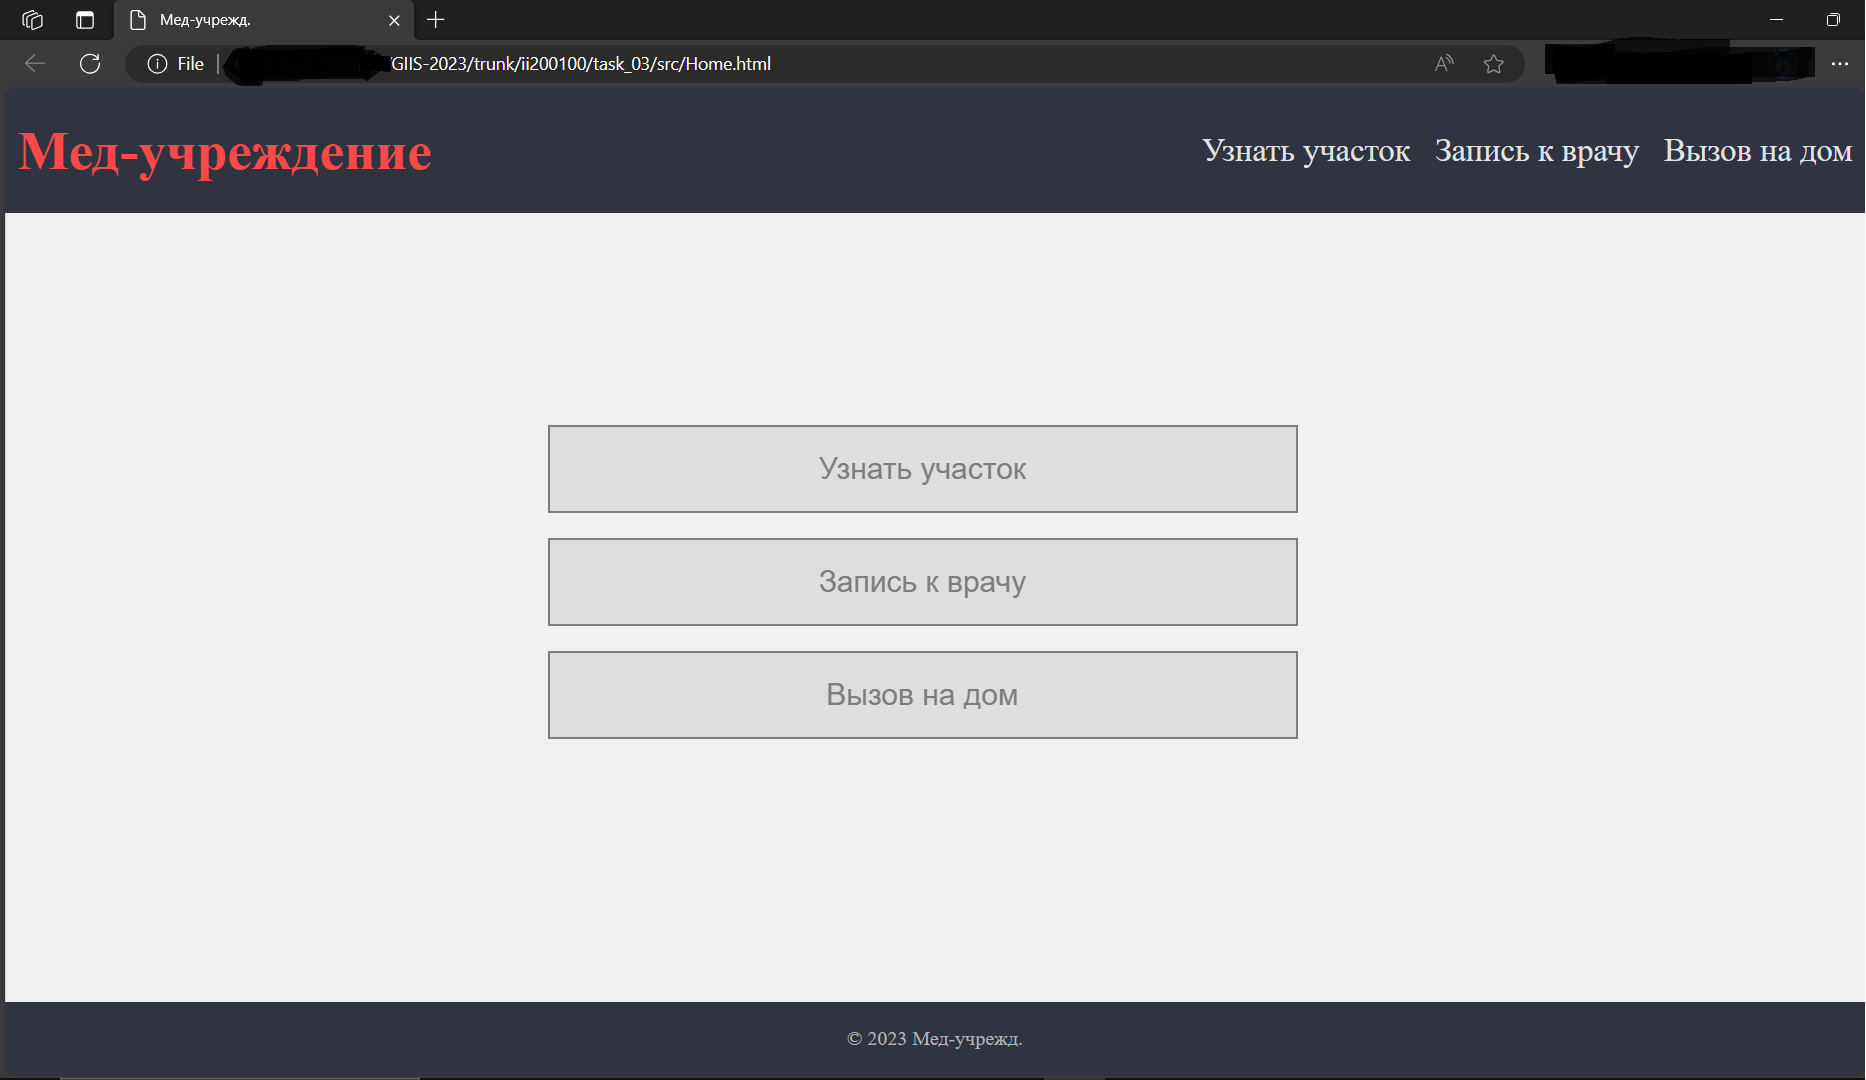 Мед-учрежд.
File
/GIIS-2023/trunk/ii200100/task_03/src/Home.html
Мед-учреждение
Узнать участок Запись к врачу Вызов на дом
Узнать участок
Запись к врачу
Вызов на дом
© 2023 Мед-учрежд.